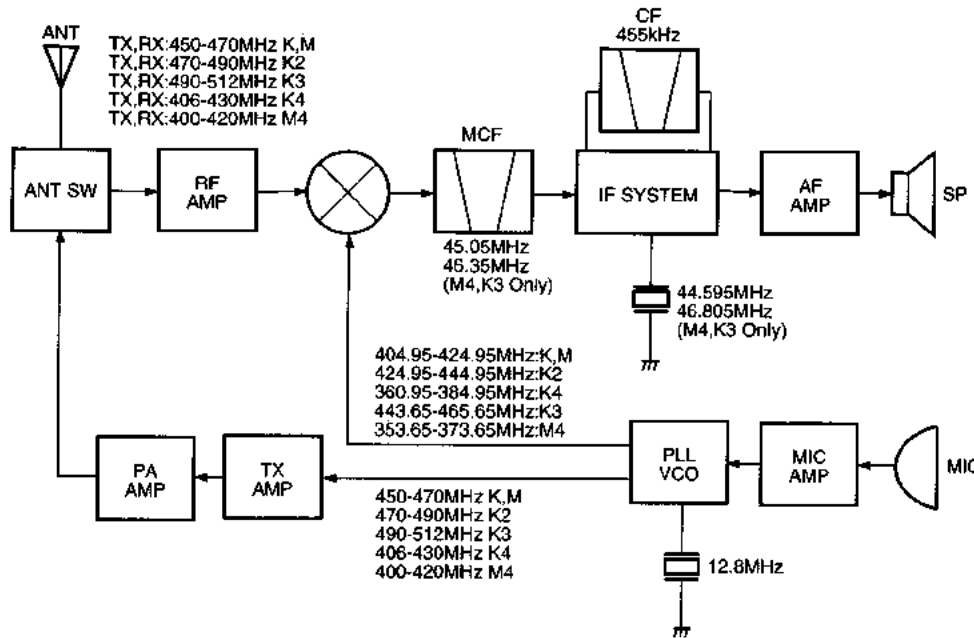 ANT
TX,RX:450-470MHz K,M
TX,RX:470-490MHz K2
TX,RX:490-512MHz K3
TX,RX:406-430MHz K4
TX,RX:400-420MHz M4
CF
455kHz
MCF
ANT SW
RF
AMP
IF SYSTEM
AF
AMP
SP
45.05MHz
46.35MHz
(M4,K3 Only)
44.595MHz
46.805MHz
(M4,K3 Only)
404.95-424.95MHz:K,M
424.95-444.95MHz:K2
360.95-384.95MHz:K4
443.65-465.65MHz:K3
353.65-373.65MHz:M4
PA
AMP
TX
AMP
PLL
VCO
MIC
AMP
MIC
450-470MHz K,M
470-490MHz K2
490-512MHz K3
406-430MHz K4
400-420MHz M4
12.8MHz